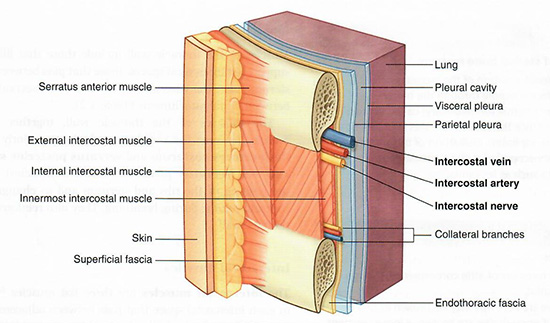 Serratus anterior muscle
External intercostal muscle
Internal intercostal muscle
Innermost intercostal muscle
Skin
Superficial fascia
Lung
Pleural cavity
Visceral pleura
Parietal pleura
Intercostal vein
Intercostal artery
Intercostal nerve
Collateral branches
Endothoracic fascia